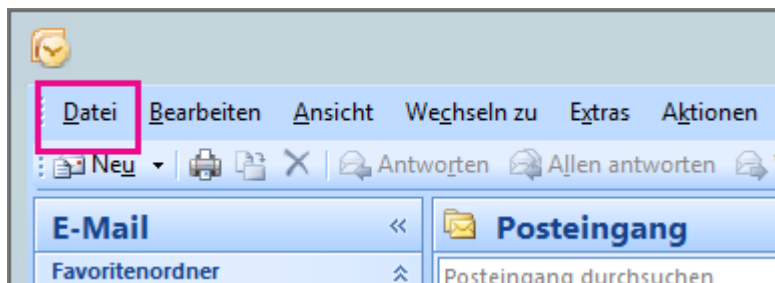 Datei Bearbeiten Ansicht Wechseln zu Extras Aktionen
Neu Antworten Allen antworten
E-Mail Posteingang
Favoritenordner Posteingang durchsuchen